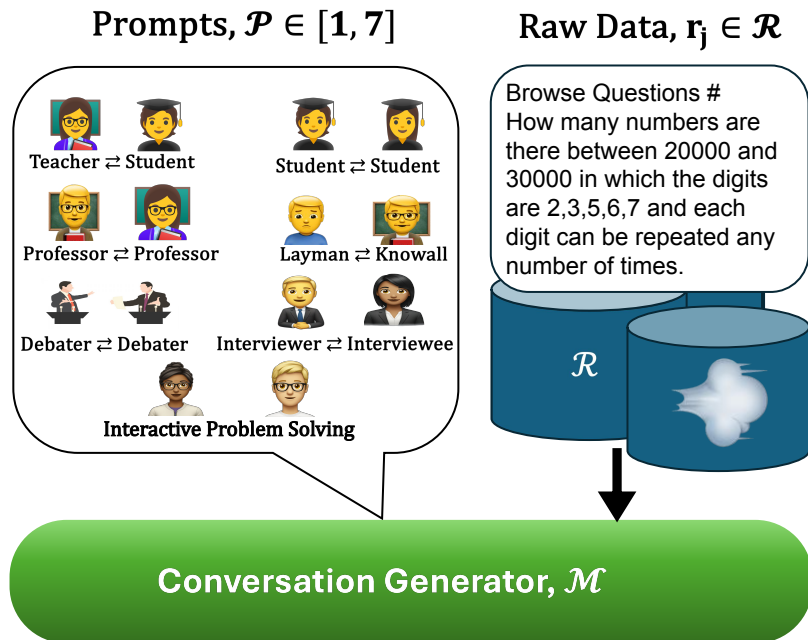 Prompts, 𝒫 ∈ [1, 7]
Teacher ⇄ Student
Student ⇄ Student
Professor ⇄ Professor
Layman ⇄ Knowall
Debater ⇄ Debater
Interviewer ⇄ Interviewee
Interactive Problem Solving
Raw Data, r_j ∈ ℛ
Browse Questions #
How many numbers are
there between 20000 and
30000 in which the digits
are 2,3,5,6,7 and each
digit can be repeated any
number of times.
ℛ
Conversation Generator, ℳ